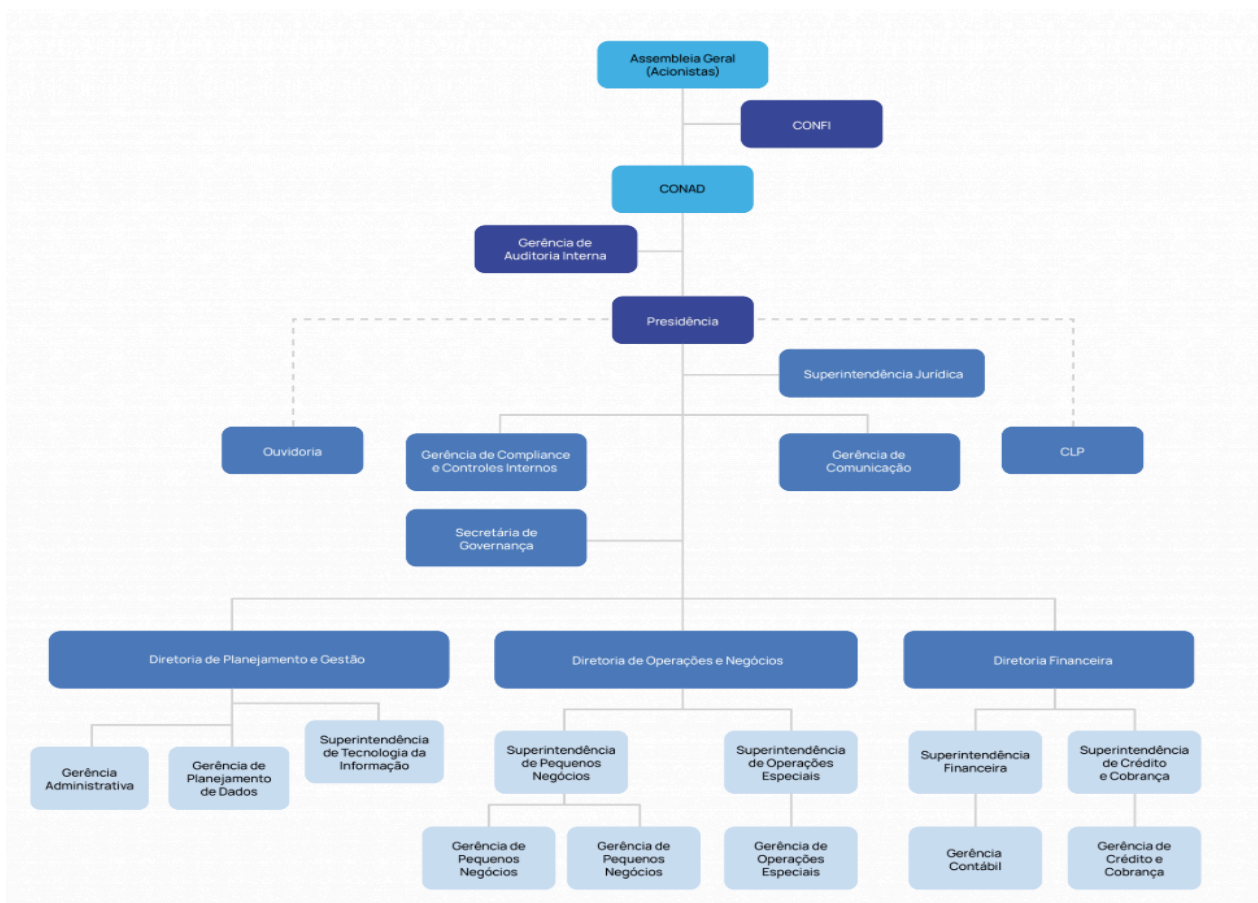 Assembleia Geral
(Acionistas)
CONFI
CONAD
Gerência de
Auditoria Interna
Presidência
Superintendência Jurídica
Ouvidoria
Gerência de Compliance
e Controles Internos
Gerência de
Comunicação
CLP
Secretária de
Governança
Diretoria de Planejamento e Gestão
Diretoria de Operações e Negócios
Diretoria Financeira
Gerência
Administrativa
Gerência de
Planejamento
de Dados
Superintendência
de Tecnologia da
Informação
Superintendência
de Pequenos
Negócios
Superintendência
de Operações
Especiais
Superintendência
Financeira
Superintendência
de Crédito
e Cobrança
Gerência de
Pequenos
Negócios
Gerência de
Pequenos
Negócios
Gerência de
Operações
Especiais
Gerência
Contábil
Gerência de
Crédito e
Cobrança